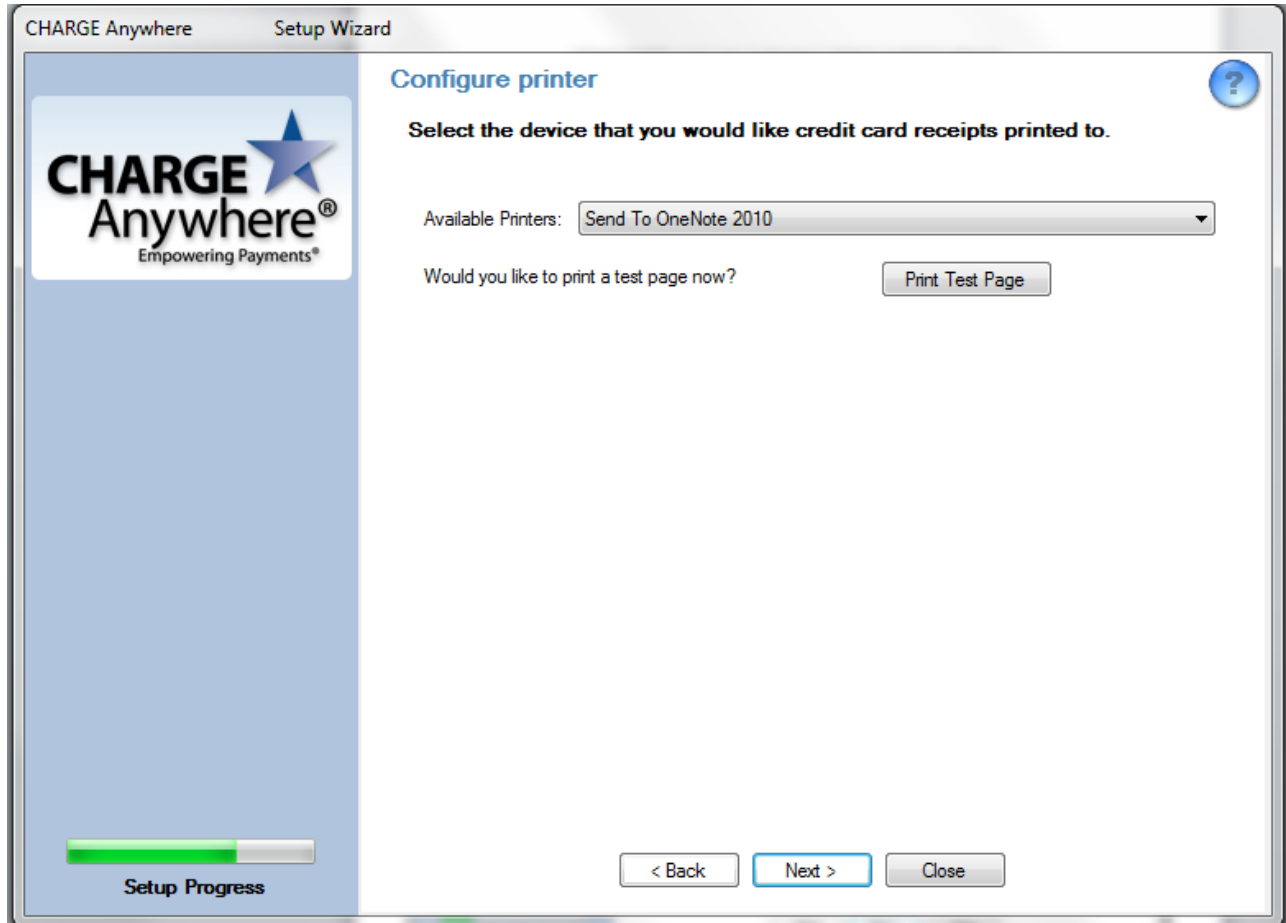 CHARGE Anywhere Setup Wizard
CHARGE
Anywhere®
Empowering Payments®
Configure printer
?
Select the device that you would like credit card receipts printed to.
Available Printers: Send To OneNote 2010
Would you like to print a test page now? Print Test Page
Setup Progress
< Back Next > Close